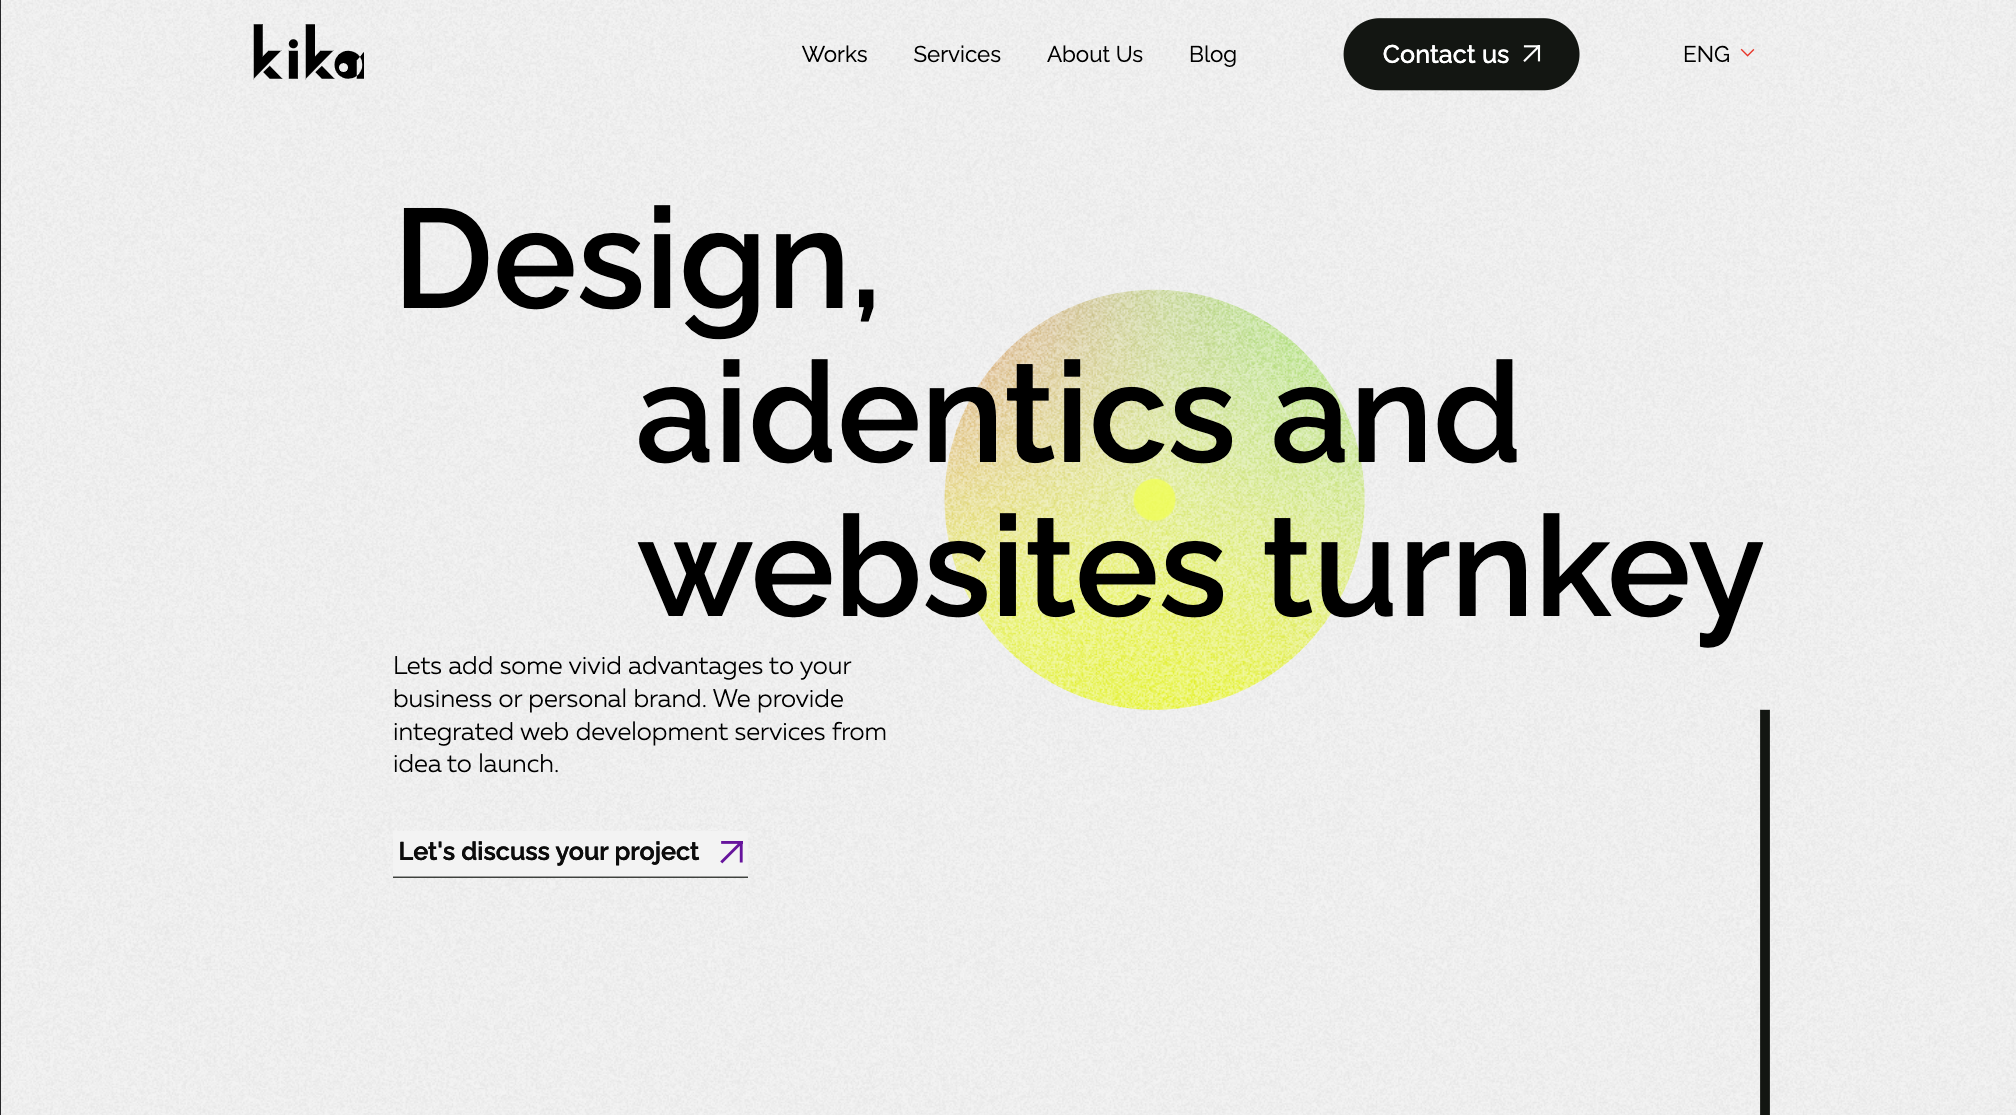 kika
Works Services About Us Blog Contact us ENG
Design,
aidentics and
websites turnkey
Lets add some vivid advantages to your
business or personal brand. We provide
integrated web development services from
idea to launch.
Let's discuss your project